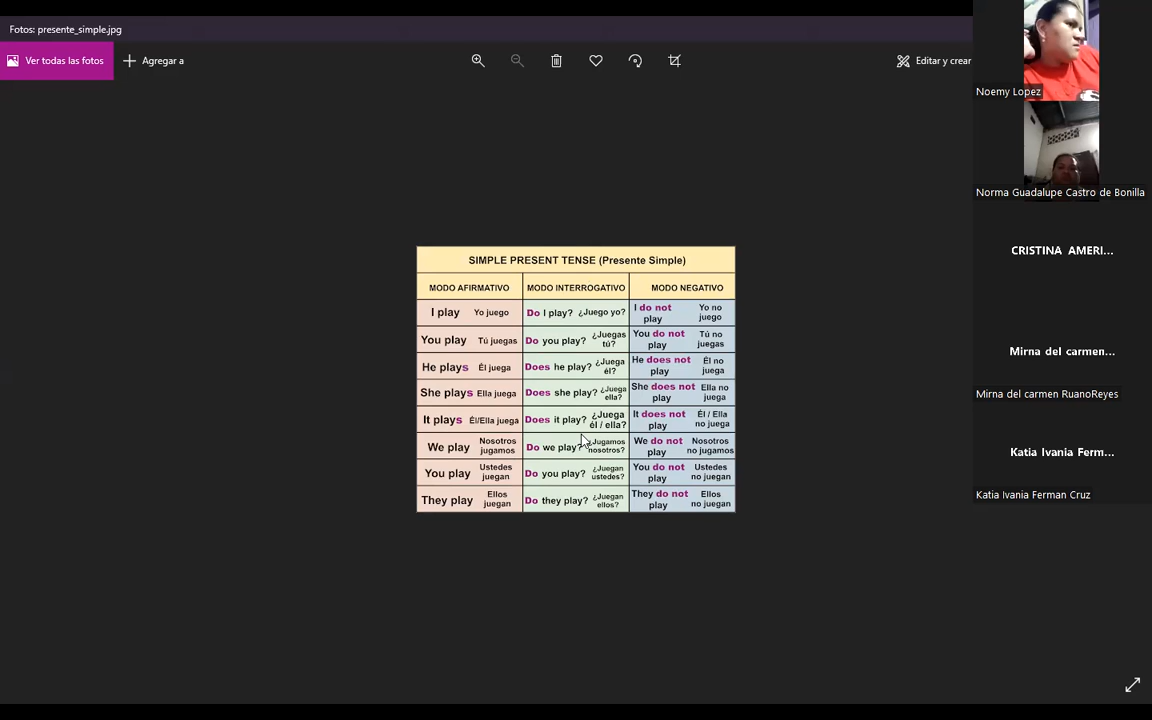 Fotos: presente_simple.jpg
Ver todas las fotos
Agregar a
Editar y crear
SIMPLE PRESENT TENSE (Presente Simple)
MODO AFIRMATIVO MODO INTERROGATIVO MODO NEGATIVO
I play Yo juego Do I play? ¿Juego yo? I do not play Yo no juego
You play Tú juegas Do you play? ¿Juegas tú? You do not play Tú no juegas
He plays Él juega Does he play? ¿Juega él? He does not play Él no juega
She plays Ella juega Does she play? ¿Juega ella? She does not play Ella no juega
It plays Él/Ella juega Does it play? ¿Juega él / ella? It does not play Él / Ella no juega
We play Nosotros jugamos Do we play? ¿Jugamos nosotros? We do not play Nosotros no jugamos
You play Ustedes juegan Do you play? ¿Juegan ustedes? You do not play Ustedes no juegan
They play Ellos juegan Do they play? ¿Juegan ellos? They do not play Ellos no juegan
Noemy Lopez
Norma Guadalupe Castro de Bonilla
CRISTINA AMERI...
Mirna del carmen...
Mirna del carmen RuanoReyes
Katia Ivania Ferm...
Katia Ivania Ferman Cruz